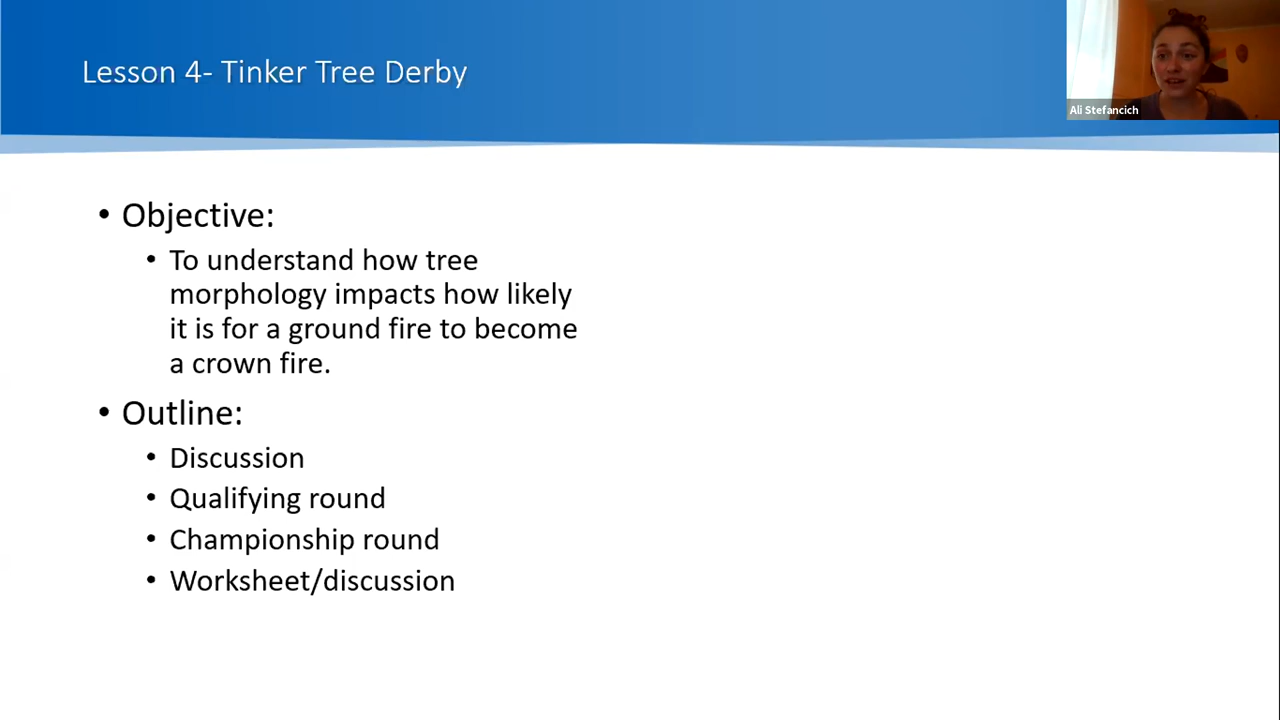 Lesson 4- Tinker Tree Derby
Ali Stefancich
• Objective:
• To understand how tree
morphology impacts how likely
it is for a ground fire to become
a crown fire.
• Outline:
• Discussion
• Qualifying round
• Championship round
• Worksheet/discussion